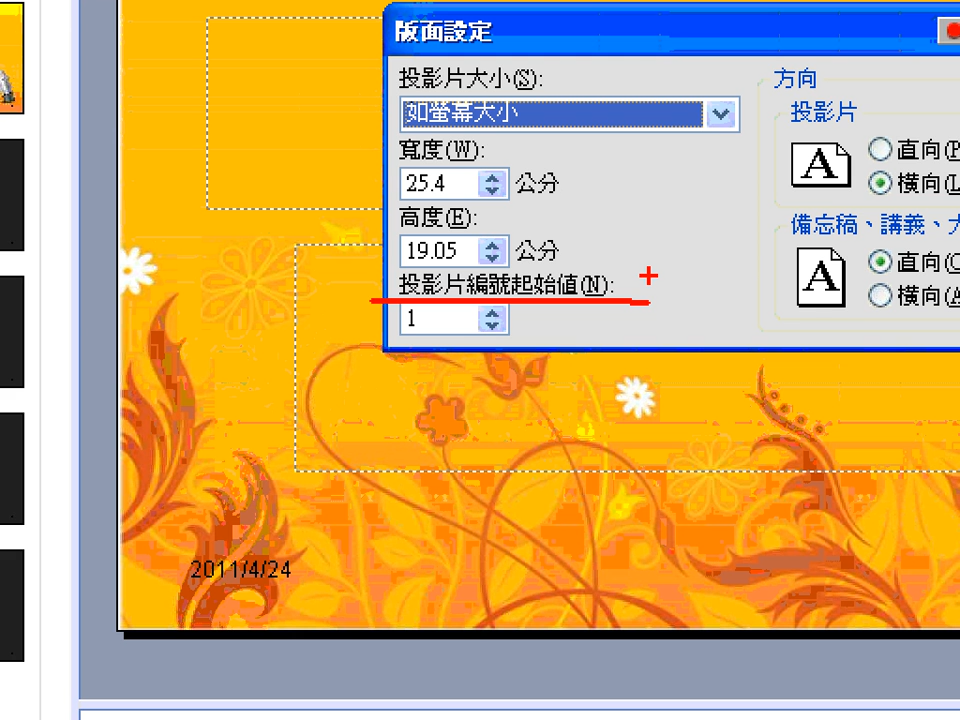 版面設定
投影片大小(S):
如螢幕大小
寬度(W):
25.4 公分
高度(E):
19.05 公分
投影片編號起始值(N):
1
方向
投影片
A
直向(P
橫向(L
備忘稿、講義、大
A
直向(O
橫向(A
2011/4/24